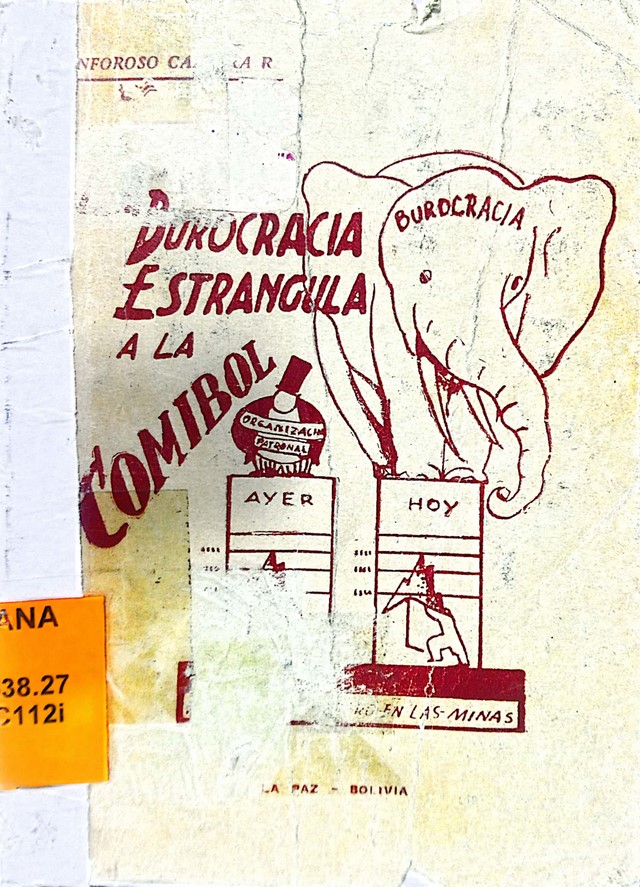 R
BUROCRACIA
ESTRANGULA
A LA
COMIBOL
BUROCRACIA
ORGANIZACION
PATRONAL
AYER
HOY
EN LAS MINAS
LA PAZ - BOLIVIA
ANA
38.27
C112i